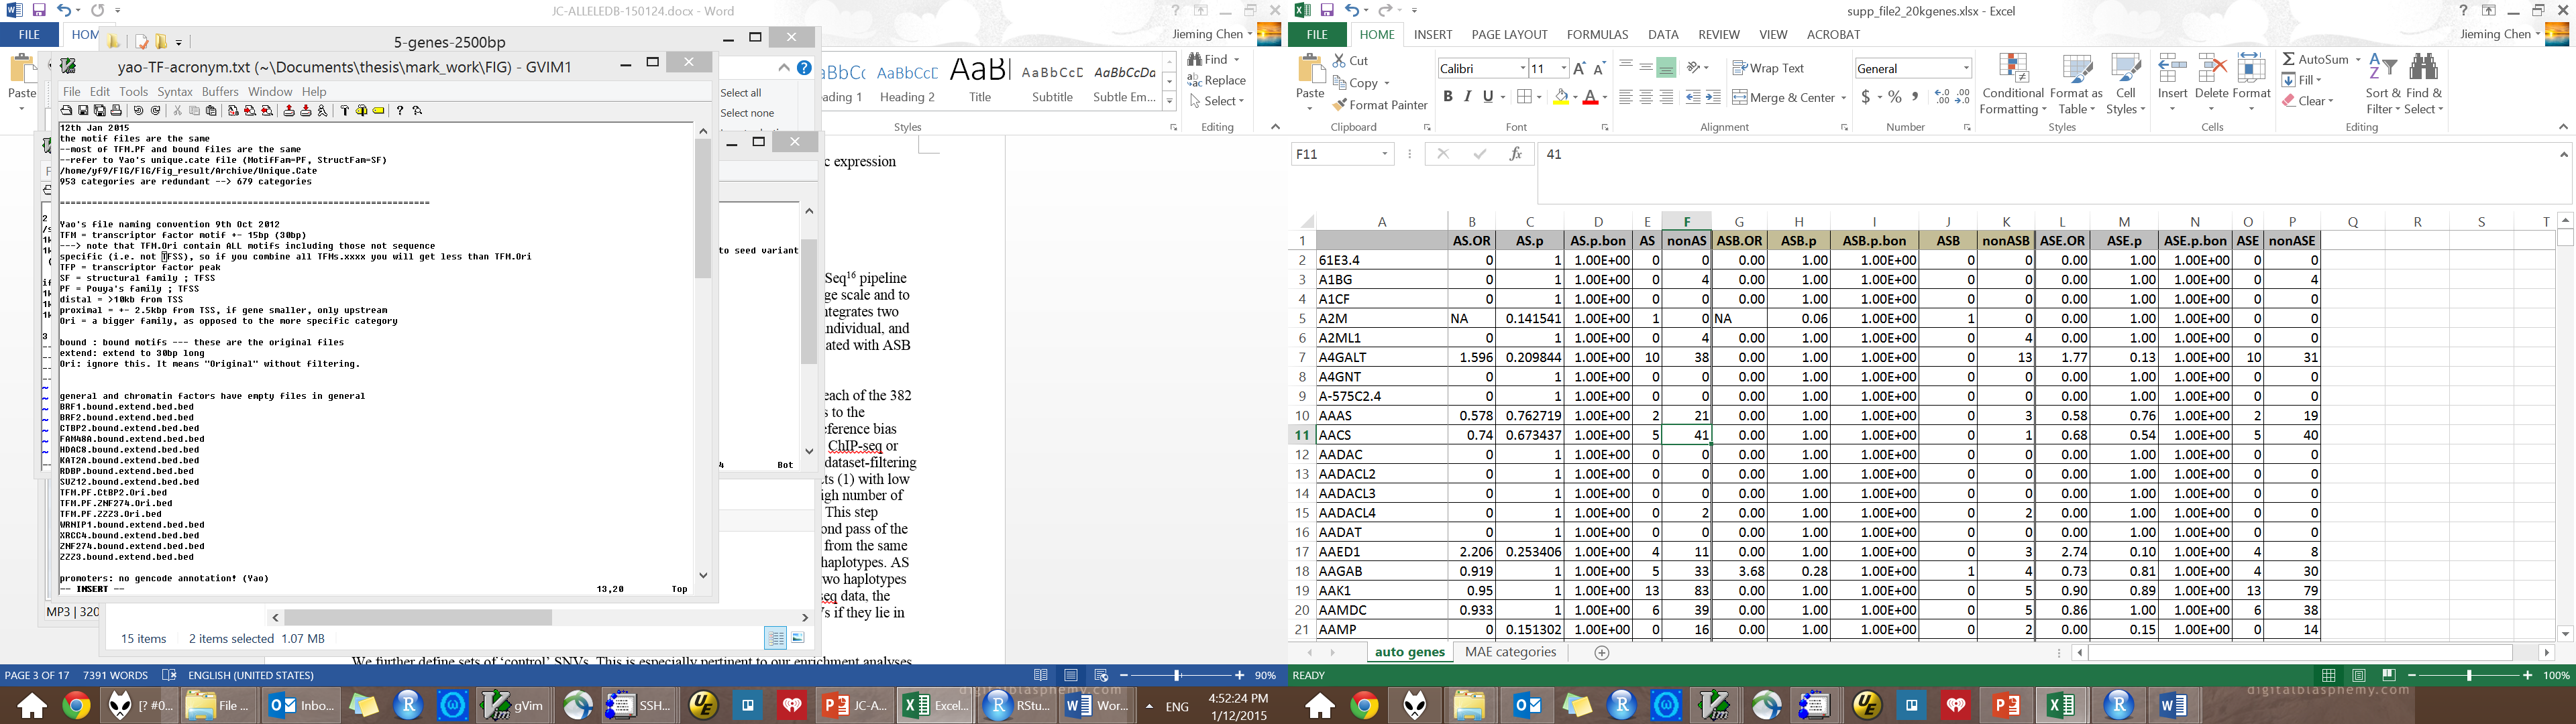 JC-ALLELEDB-150124.docx - Word
FILE
HOM
Jieming Chen
Paste
Select all
Select none
5-genes-2500bp
yao-TF-acronym.txt (~\Documents\thesis\mark_work\FIG) - GVIM1
File Edit Tools Syntax Buffers Window Help
12th Jan 2015
the motif files are the same
--most of TFM.PF and bound files are the same
--refer to Yao's unique.cate file (MotifFam=PF, StructFam=SF)
/home/yf9/FIG/FIG/Fig_result/Archive/Unique.Cate
953 categories are redundant --> 679 categories
Yao's file naming convention 9th Oct 2012
TFM = transcriptor factor motif +- 15bp (30bp)
---> note that TFM.Ori contain ALL motifs including those not sequence
specific (i.e. not TFSS), so if you combine all TFMs.xxxx you will get less than TFM.Ori
TFP = transcriptor factor peak
SF = structural family ; TFSS
PF = Pouya's family ; TFSS
distal = >10kb from TSS
proximal = +- 2.5kbp from TSS, if gene smaller, only upstream
Ori = a bigger family, as opposed to the more specific category
bound : bound motifs --- these are the original files
extend: extend to 30bp long
Ori: ignore this. It means "Original" without filtering.
general and chromatin factors have empty files in general
BRF1.bound.extend.bed.bed
BRF2.bound.extend.bed.bed
CTBP2.bound.extend.bed.bed
FAM48A.bound.extend.bed.bed
HDAC8.bound.extend.bed.bed
KAT2A.bound.extend.bed.bed
RDBP.bound.extend.bed.bed
SUZ12.bound.extend.bed.bed
TFM.PF.CtBP2.Ori.bed
TFM.PF.ZNF274.Ori.bed
TFM.PF.ZZZ3.Ori.bed
WRNIP1.bound.extend.bed.bed
XRCC4.bound.extend.bed.bed
ZNF274.bound.extend.bed.bed
ZZZ3.bound.extend.bed.bed
promoters: no gencode annotation! (Yao)
-- INSERT -- 13,20 Top
MP3 | 320
15 items 2 items selected 1.07 MB
AaBbCc AaBbCcD AaB AaBbCcD AaBbCcDa
ading 1 Heading 2 Title Subtitle Subtle Em...
Styles
Find
Replace
Select
Editing
c expression
to seed variant
Seq16 pipeline
ge scale and to
ntegrates two
ndividual, and
ated with ASB
each of the 382
s to the
ference bias
ChIP-seq or
dataset-filtering
ts (1) with low
igh number of
This step
ond pass of the
from the same
haplotypes. AS
wo haplotypes
seq data, the
s if they lie in
Bot
We further define sets of 'control' SNVs. This is especially pertinent to our enrichment analyses
PAGE 3 OF 17 7391 WORDS ENGLISH (UNITED STATES) 90%
supp_file2_20kgenes.xlsx - Excel
FILE HOME INSERT PAGE LAYOUT FORMULAS DATA REVIEW VIEW ACROBAT Jieming Chen
Paste Cut Copy Format Painter
Clipboard
Calibri 11
B I U
Font
Wrap Text
Merge & Center
Alignment
General
$ % ,
Number
Conditional Formatting Format as Table Cell Styles
Styles
Insert Delete Format
Cells
AutoSum Fill Clear Sort & Filter Find & Select
Editing
F11 fx 41
A B C D E F G H I J K L M N O P Q R S T
1 AS.OR AS.p AS.p.bon AS nonAS ASB.OR ASB.p ASB.p.bon ASB nonASB ASE.OR ASE.p ASE.p.bon ASE nonASE
2 61E3.4 0 1 1.00E+00 0 0 0.00 1.00 1.00E+00 0 0 0.00 1.00 1.00E+00 0 0
3 A1BG 0 1 1.00E+00 0 4 0.00 1.00 1.00E+00 0 0 0.00 1.00 1.00E+00 0 4
4 A1CF 0 1 1.00E+00 0 0 0.00 1.00 1.00E+00 0 0 0.00 1.00 1.00E+00 0 0
5 A2M NA 0.141541 1.00E+00 1 0 NA 0.06 1.00E+00 1 0 0.00 1.00 1.00E+00 0 0
6 A2ML1 0 1 1.00E+00 0 4 0.00 1.00 1.00E+00 0 4 0.00 1.00 1.00E+00 0 0
7 A4GALT 1.596 0.209844 1.00E+00 10 38 0.00 1.00 1.00E+00 0 13 1.77 0.13 1.00E+00 10 31
8 A4GNT 0 1 1.00E+00 0 0 0.00 1.00 1.00E+00 0 0 0.00 1.00 1.00E+00 0 0
9 A-575C2.4 0 1 1.00E+00 0 0 0.00 1.00 1.00E+00 0 0 0.00 1.00 1.00E+00 0 0
10 AAAS 0.578 0.762719 1.00E+00 2 21 0.00 1.00 1.00E+00 0 3 0.58 0.76 1.00E+00 2 19
11 AACS 0.74 0.673437 1.00E+00 5 41 0.00 1.00 1.00E+00 0 1 0.68 0.54 1.00E+00 5 40
12 AADAC 0 1 1.00E+00 0 0 0.00 1.00 1.00E+00 0 0 0.00 1.00 1.00E+00 0 0
13 AADACL2 0 1 1.00E+00 0 0 0.00 1.00 1.00E+00 0 0 0.00 1.00 1.00E+00 0 0
14 AADACL3 0 1 1.00E+00 0 0 0.00 1.00 1.00E+00 0 0 0.00 1.00 1.00E+00 0 0
15 AADACL4 0 1 1.00E+00 0 2 0.00 1.00 1.00E+00 0 2 0.00 1.00 1.00E+00 0 0
16 AADAT 0 1 1.00E+00 0 0 0.00 1.00 1.00E+00 0 0 0.00 1.00 1.00E+00 0 0
17 AAED1 2.206 0.253406 1.00E+00 4 11 0.00 1.00 1.00E+00 0 3 2.74 0.10 1.00E+00 4 8
18 AAGAB 0.919 1 1.00E+00 5 33 3.68 0.28 1.00E+00 1 4 0.73 0.81 1.00E+00 4 30
19 AAK1 0.95 1 1.00E+00 13 83 0.00 1.00 1.00E+00 0 5 0.90 0.89 1.00E+00 13 79
20 AAMDC 0.933 1 1.00E+00 6 39 0.00 1.00 1.00E+00 0 5 0.86 1.00 1.00E+00 6 38
21 AAMP 0 0.151302 1.00E+00 0 16 0.00 1.00 1.00E+00 0 2 0.00 0.15 1.00E+00 0 14
auto genes MAE categories
READY 100%
[? #0... File ... Inbo... gVim SSH... JC-A... Excel... RStu... Wor... ENG
4:52:24 PM
1/12/2015
digitalblasphemy.com
digitalblasphemy.com